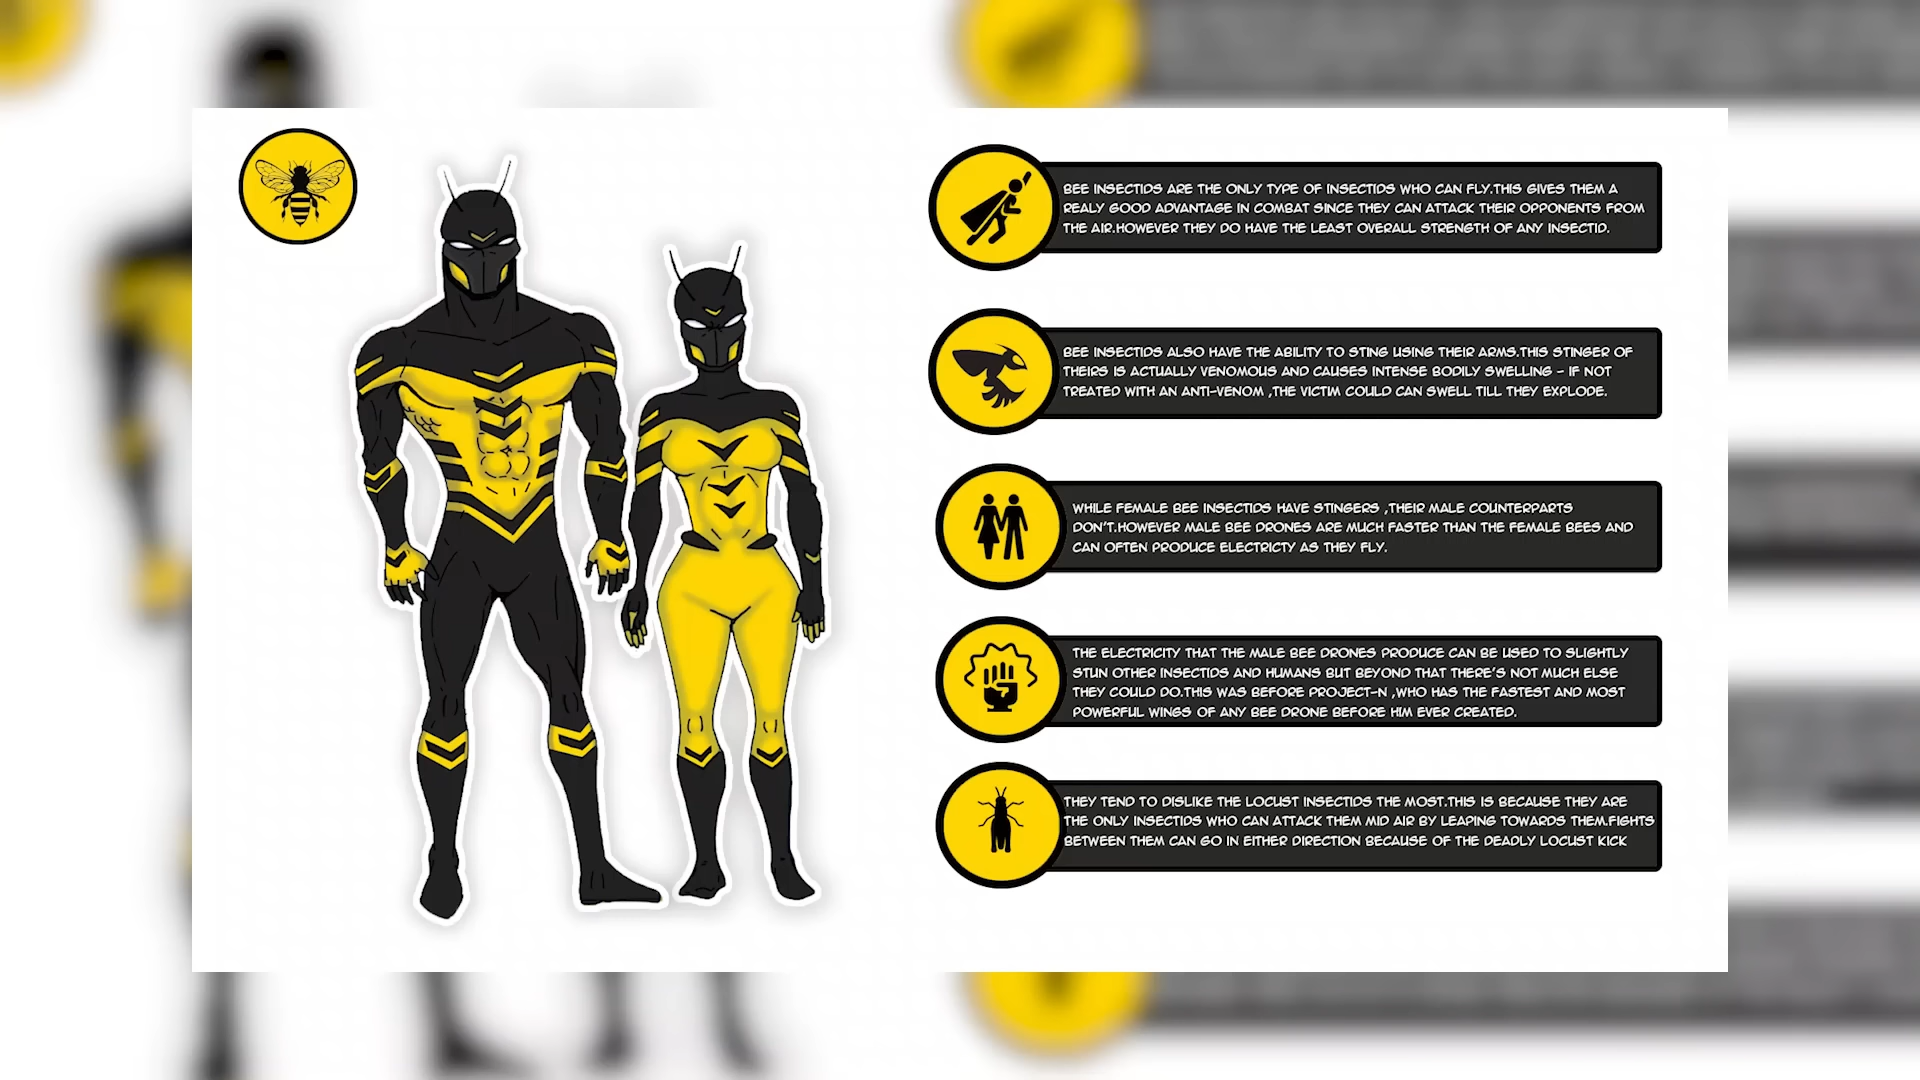 BEE INSECTIDS ARE THE ONLY TYPE OF INSECTIDS WHO CAN FLY.THIS GIVES THEM A
REALY GOOD ADVANTAGE IN COMBAT SINCE THEY CAN ATTACK THEIR OPPONENTS FROM
THE AIR.HOWEVER THEY DO HAVE THE LEAST OVERALL STRENGTH OF ANY INSECTID.
BEE INSECTIDS ALSO HAVE THE ABILITY TO STING USING THEIR ARMS.THIS STINGER OF
THEIRS IS ACTUALLY VENOMOUS AND CAUSES INTENSE BODILY SWELLING - IF NOT
TREATED WITH AN ANTI-VENOM ,THE VICTIM COULD CAN SWELL TILL THEY EXPLODE.
WHILE FEMALE BEE INSECTIDS HAVE STINGERS ,THEIR MALE COUNTERPARTS
DON'T.HOWEVER MALE BEE DRONES ARE MUCH FASTER THAN THE FEMALE BEES AND
CAN OFTEN PRODUCE ELECTRICTY AS THEY FLY.
THE ELECTRICITY THAT THE MALE BEE DRONES PRODUCE CAN BE USED TO SLIGHTLY
STUN OTHER INSECTIDS AND HUMANS BUT BEYOND THAT THERE'S NOT MUCH ELSE
THEY COULD DO.THIS WAS BEFORE PROJECT-N ,WHO HAS THE FASTEST AND MOST
POWERFUL WINGS OF ANY BEE DRONE BEFORE HIM EVER CREATED.
THEY TEND TO DISLIKE THE LOCUST INSECTIDS THE MOST.THIS IS BECAUSE THEY ARE
THE ONLY INSECTIDS WHO CAN ATTACK THEM MID AIR BY LEAPING TOWARDS THEM.FIGHTS
BETWEEN THEM CAN GO IN EITHER DIRECTION BECAUSE OF THE DEADLY LOCUST KICK